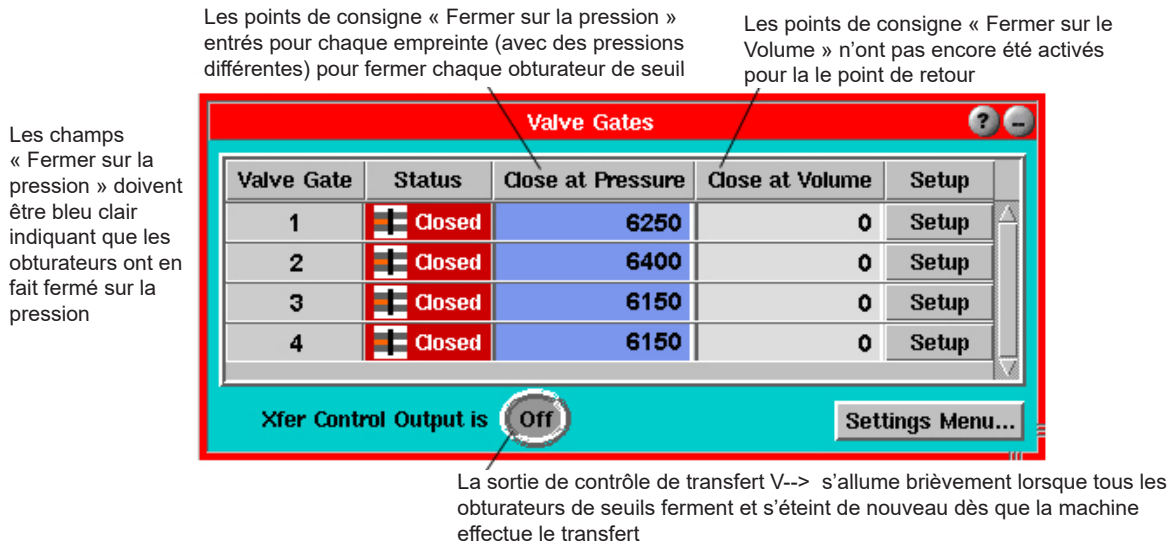 Les points de consigne « Fermer sur la pression »
entrés pour chaque empreinte (avec des pressions
différentes) pour fermer chaque obturateur de seuil
Les points de consigne « Fermer sur le
Volume » n’ont pas encore été activés
pour la le point de retour
Les champs
« Fermer sur la
pression » doivent
être bleu clair
indiquant que les
obturateurs ont en
fait fermé sur la
pression
Valve Gates
? –
Valve Gate Status Close at Pressure Close at Volume Setup
1 Closed 6250 0 Setup
2 Closed 6400 0 Setup
3 Closed 6150 0 Setup
4 Closed 6150 0 Setup
Xfer Control Output is Off Settings Menu...
La sortie de contrôle de transfert V--> s’allume brièvement lorsque tous les
obturateurs de seuils ferment et s’éteint de nouveau dès que la machine
effectue le transfert